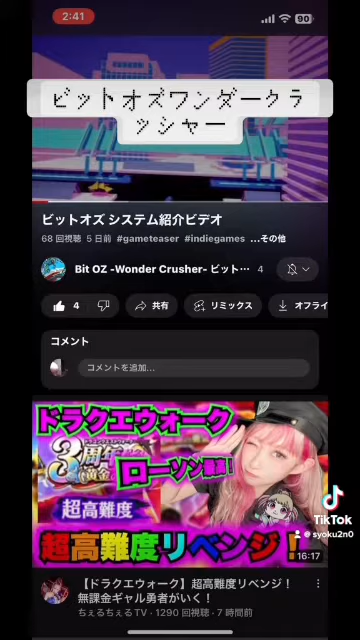 2:41
90
ビットオズワンダークラ
ッシャー
ビットオズ システム紹介ビデオ
68 回視聴 5 日前 #gameteaser #indiegames ...その他
Bit OZ -Wonder Crusher- ビット… 4
4 共有 リミックス オフライ
コメント
コメントを追加...
ドラクエウォーク
3周年
ローソン最高!
超高難度
超高難度リベンジ!
16:17
TikTok
@syoku2n0
【ドラクエウォーク】超高難度リベンジ!
無課金ギャル勇者がいく!
ちぇるちぇるTV・1290 回視聴・7 時間前